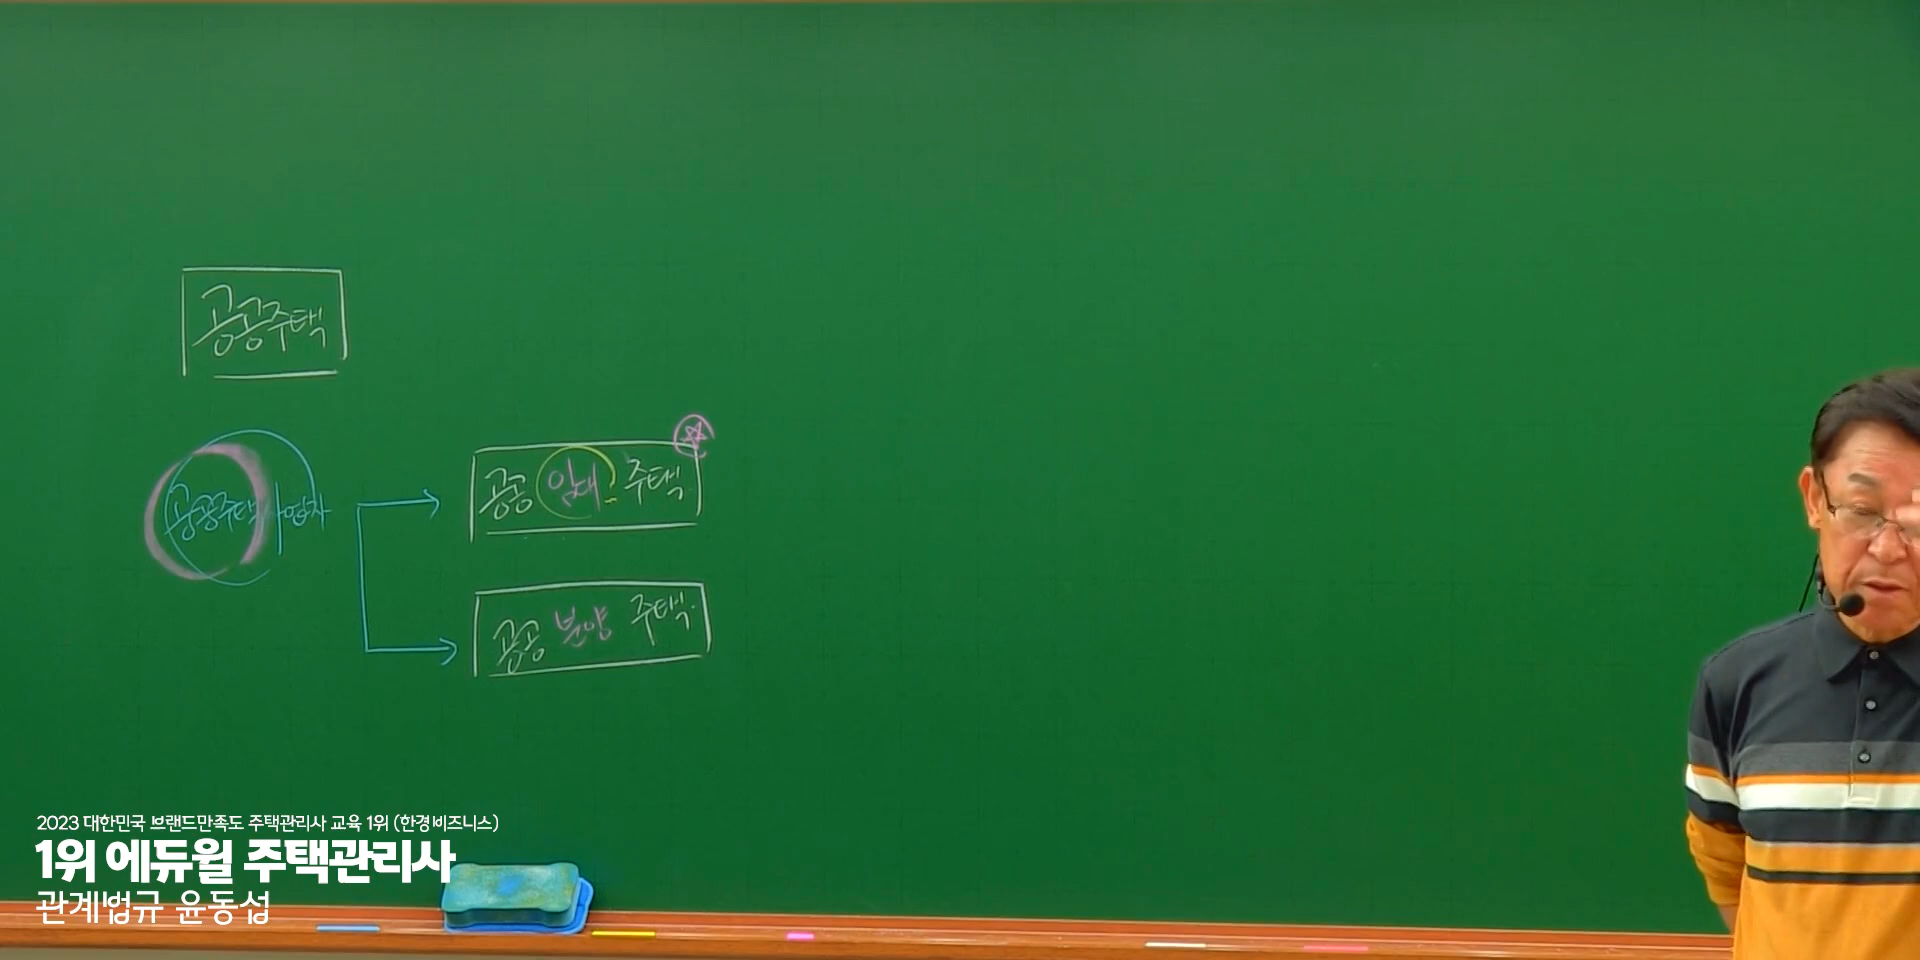 공공주택
공공주택사업자
공공 임대 주택
공공 분양 주택
2023 대한민국 브랜드만족도 주택관리사 교육 1위 (한경비즈니스)
1위 에듀윌 주택관리사
관계법규 윤동섭